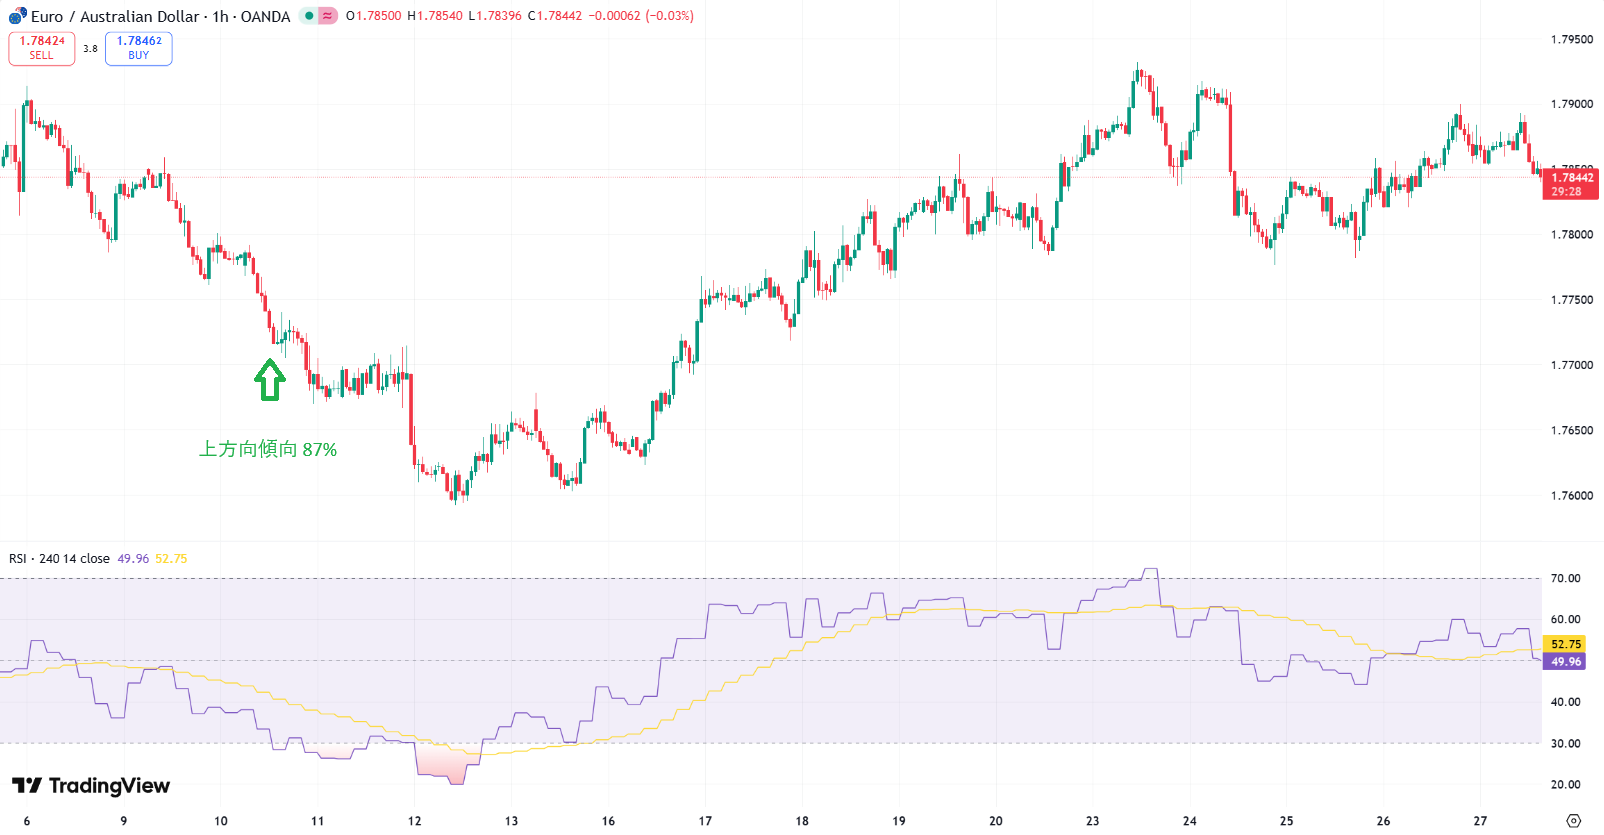 Euro / Australian Dollar · 1h · OANDA ≈ O1.78500 H1.78540 L1.78396 C1.78442 −0.00062 (−0.03%)
1.78424 SELL 3.8 1.78462 BUY
1.79500
1.79000
1.78500
1.78442
29:28
1.78000
1.77500
1.77000
1.76500
1.76000
上方向傾向 87%
RSI · 240 14 close 49.96 52.75
70.00
60.00
52.75
49.96
40.00
30.00
20.00
TradingView
6 9 10 11 12 13 16 17 18 19 20 23 24 25 26 27